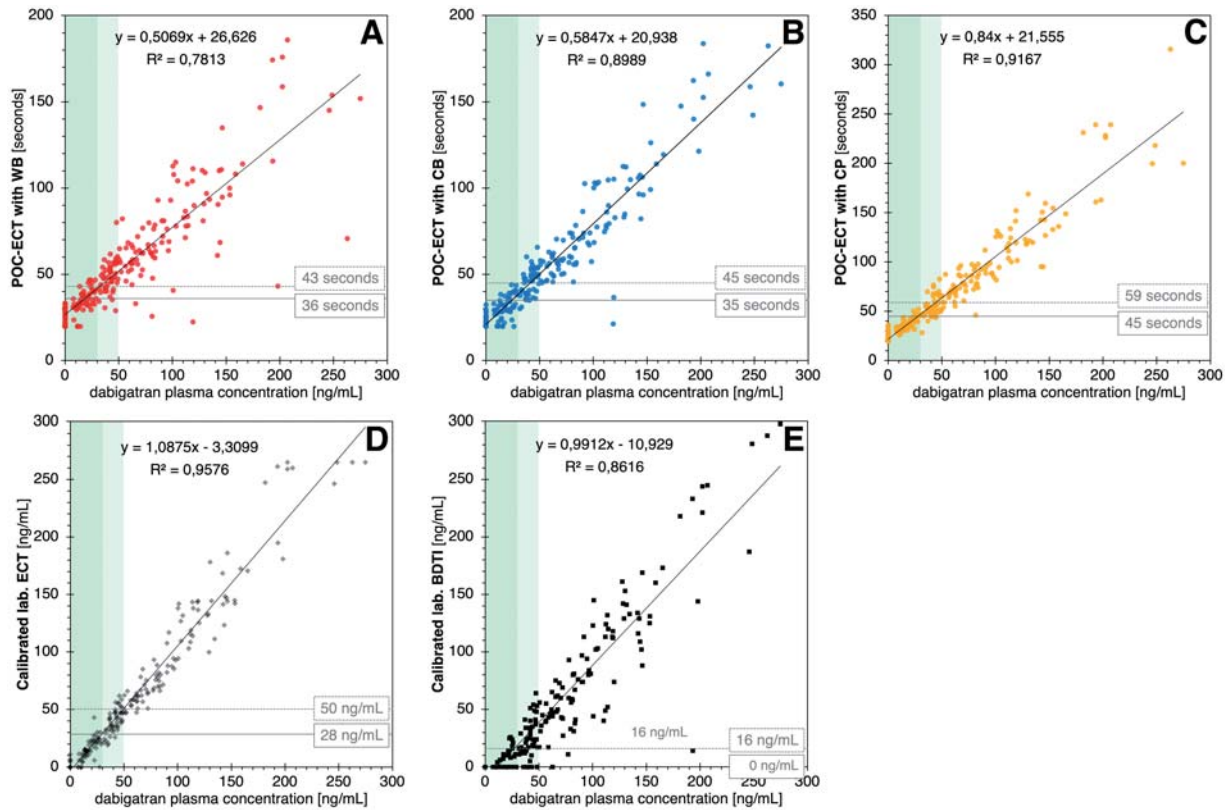 A
y = 0,5069x + 26,626
R² = 0,7813
POC-ECT with WB [seconds]
200
150
100
50
0
43 seconds
36 seconds
0 50 100 150 200 250 300
dabigatran plasma concentration [ng/mL]
B
y = 0,5847x + 20,938
R² = 0,8989
POC-ECT with CB [seconds]
200
150
100
50
0
45 seconds
35 seconds
0 50 100 150 200 250 300
dabigatran plasma concentration [ng/mL]
C
y = 0,84x + 21,555
R² = 0,9167
POC-ECT with CP [seconds]
350
300
250
200
150
100
50
0
59 seconds
45 seconds
0 50 100 150 200 250 300
dabigatran plasma concentration [ng/mL]
D
y = 1,0875x - 3,3099
R² = 0,9576
Calibrated lab. ECT [ng/mL]
300
250
200
150
100
50
0
50 ng/mL
28 ng/mL
0 50 100 150 200 250 300
dabigatran plasma concentration [ng/mL]
E
y = 0,9912x - 10,929
R² = 0,8616
Calibrated lab. BDTI [ng/mL]
300
250
200
150
100
50
0
16 ng/mL
16 ng/mL
0 ng/mL
0 50 100 150 200 250 300
dabigatran plasma concentration [ng/mL]